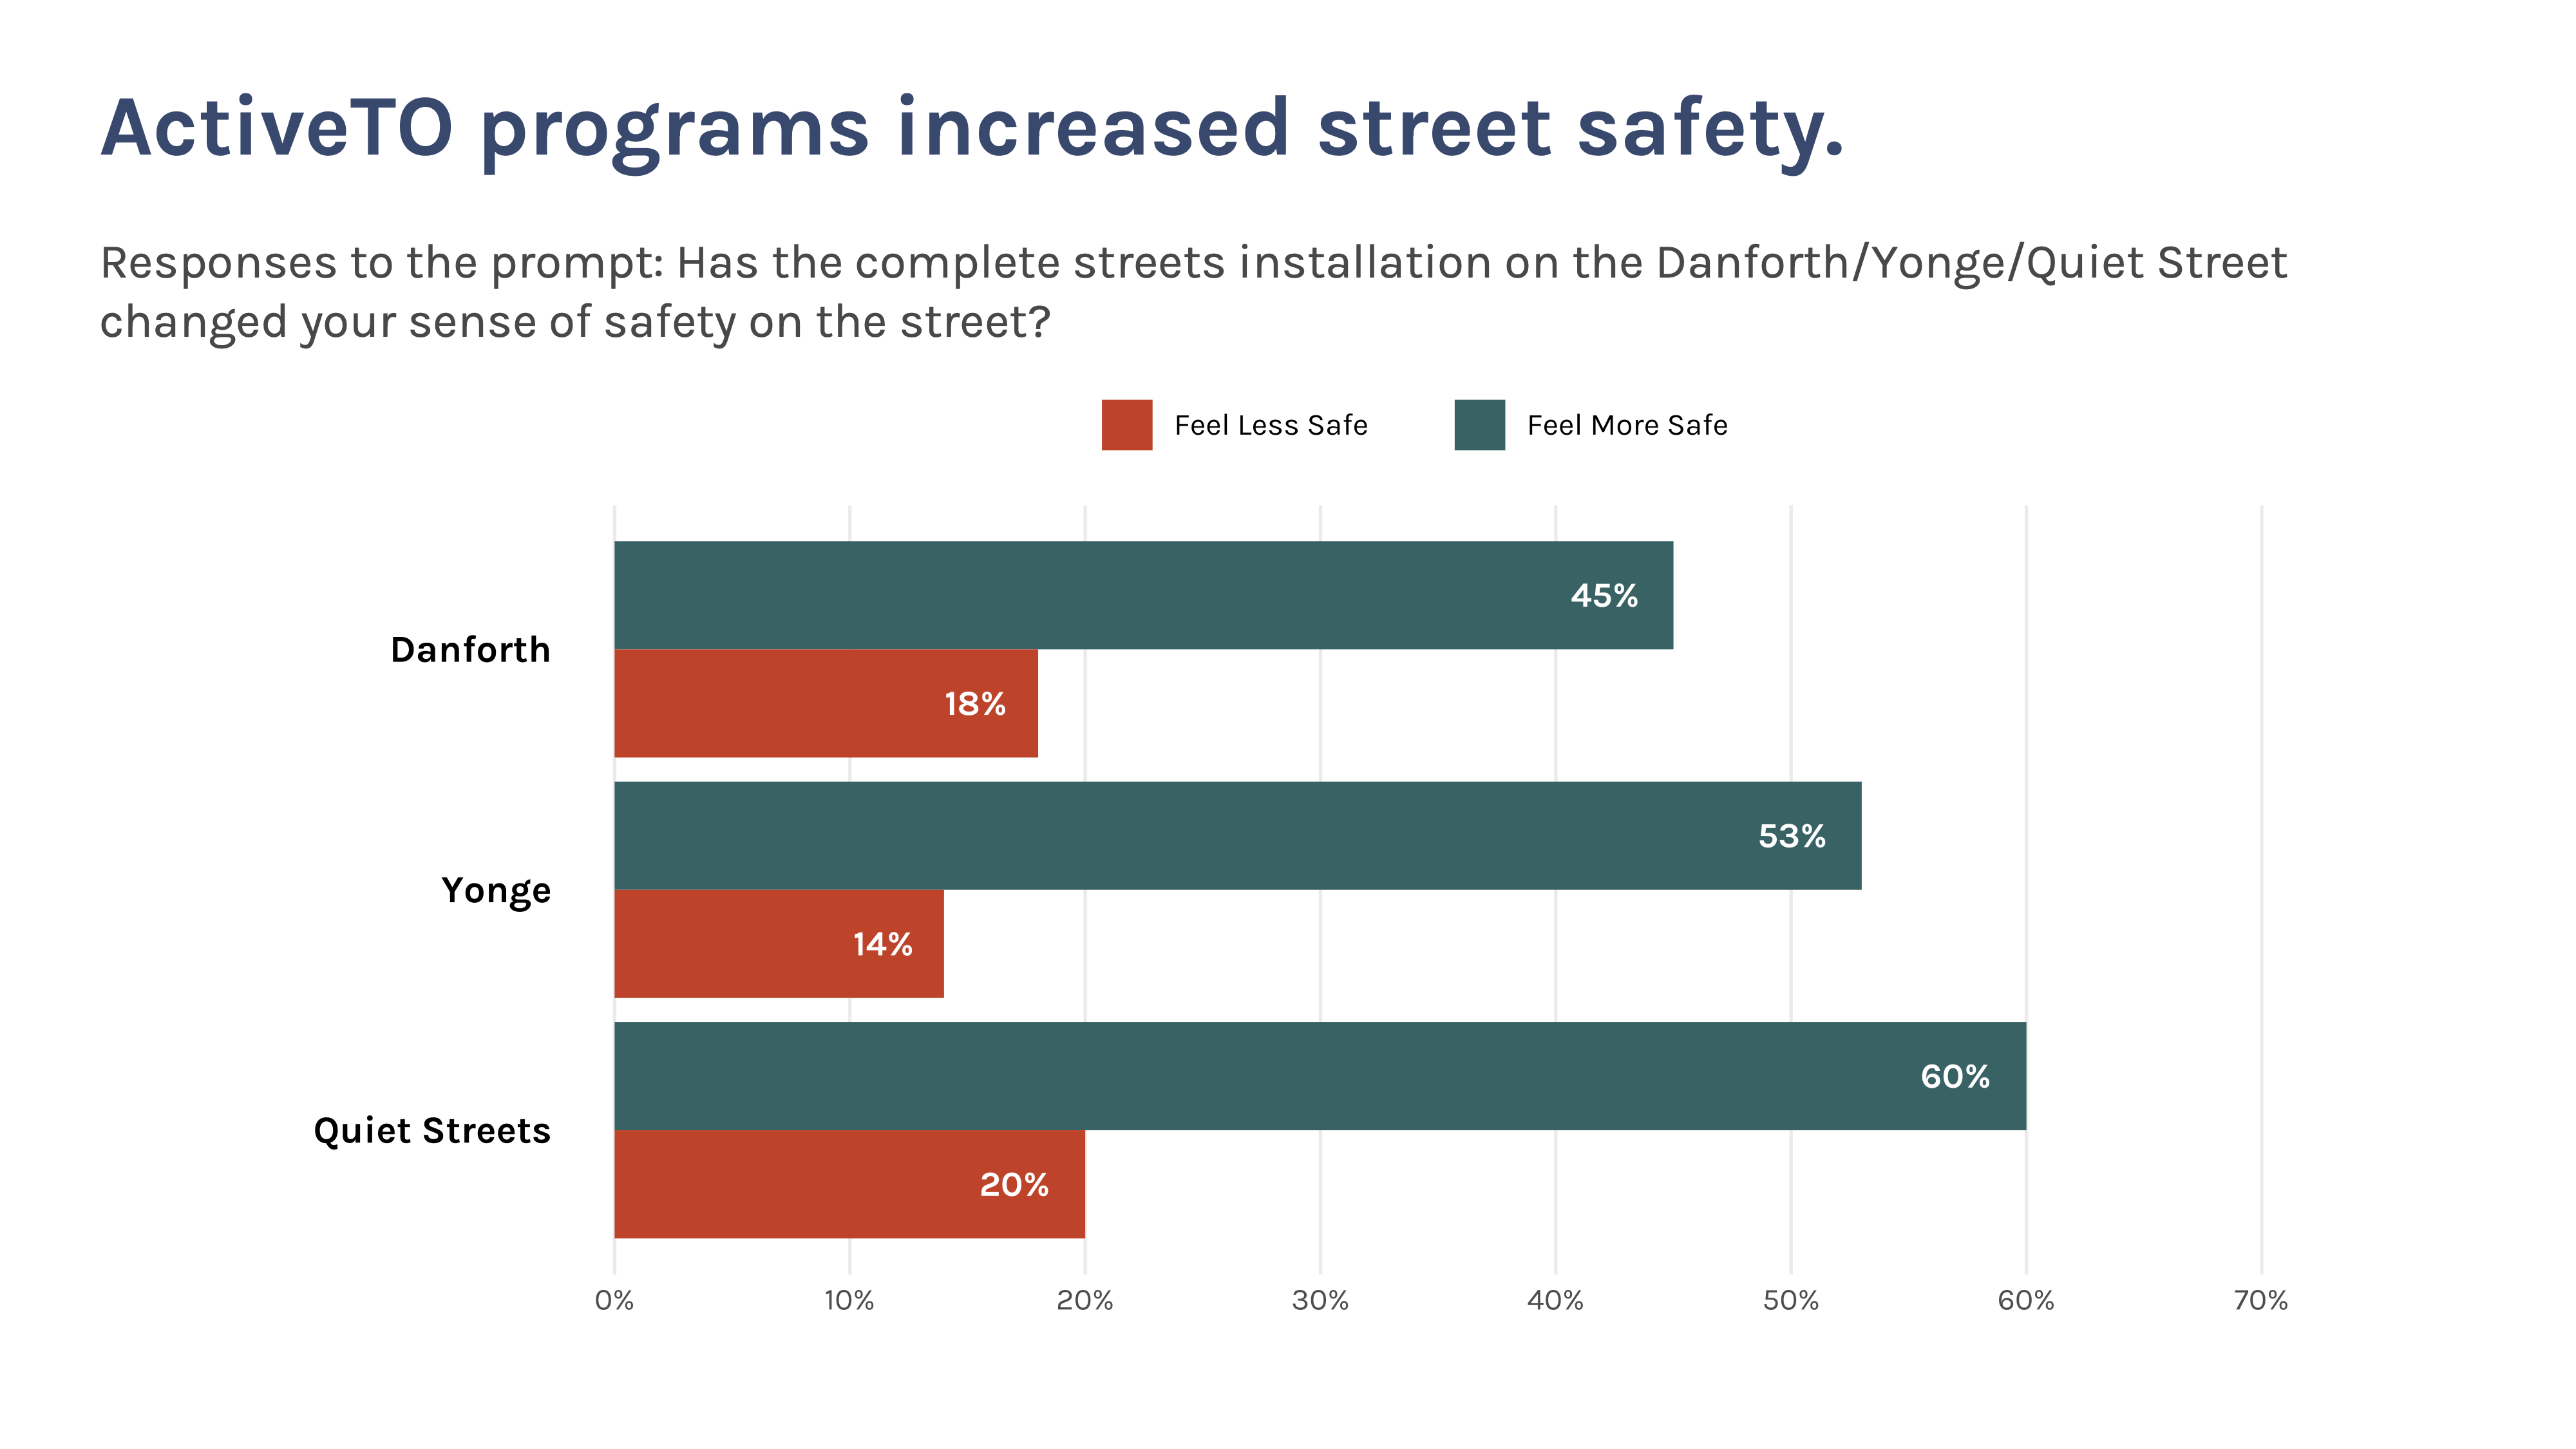 ActiveTO programs increased street safety.
Responses to the prompt: Has the complete streets installation on the Danforth/Yonge/Quiet Street
changed your sense of safety on the street?
Feel Less Safe
Feel More Safe
Danforth
45%
18%
Yonge
53%
14%
Quiet Streets
60%
20%
0%
10%
20%
30%
40%
50%
60%
70%